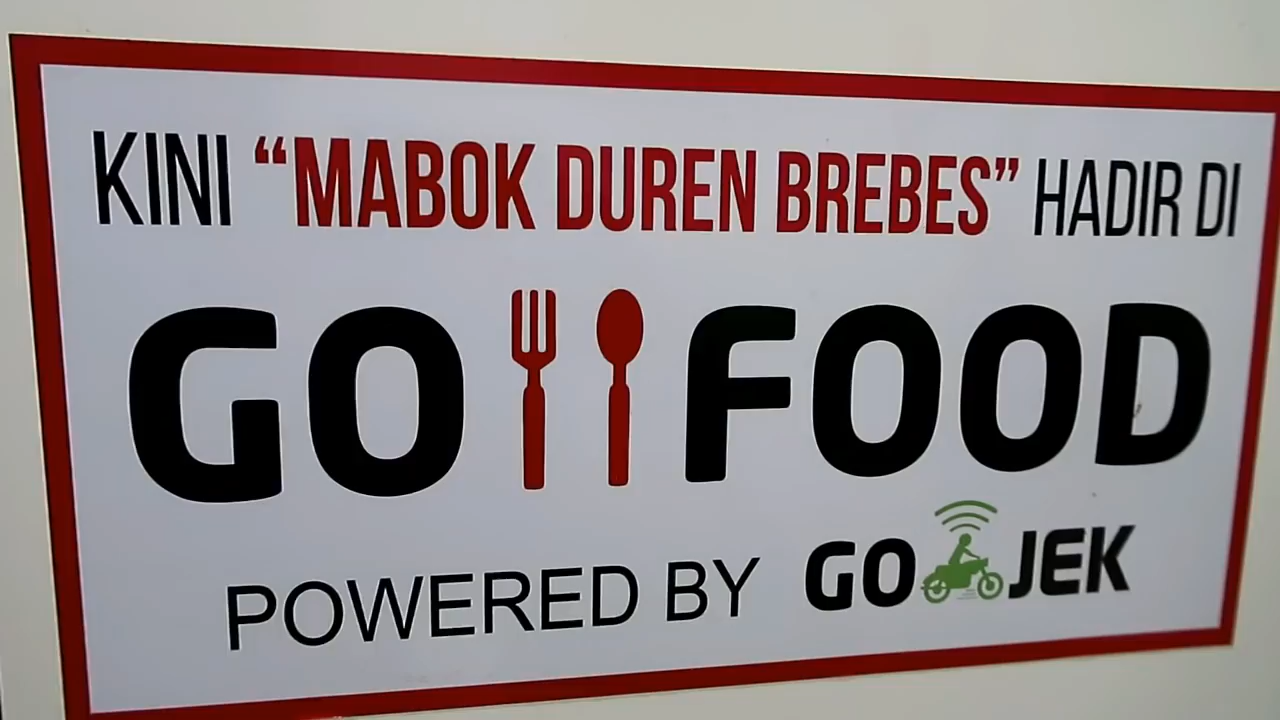 KINI “MABOK DUREN BREBES” HADIR DI
GO FOOD
POWERED BY GO JEK